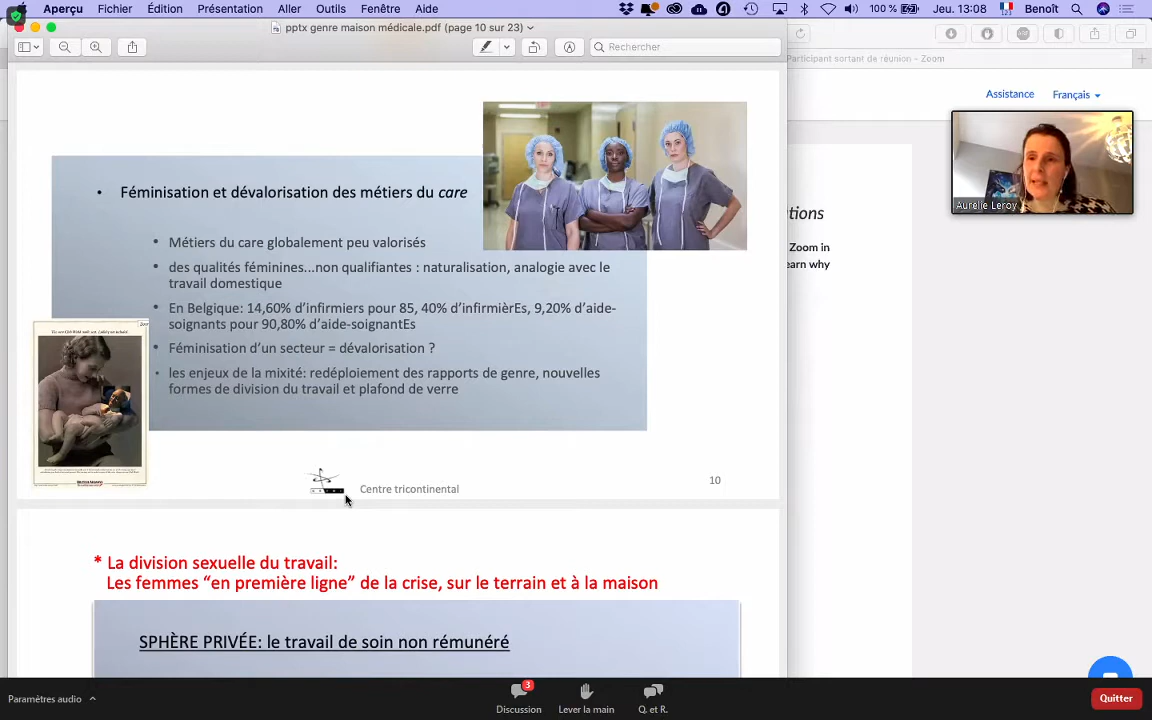 Aperçu Fichier Édition Présentation Aller Outils Fenêtre Aide
100 % Jeu. 13:08 Benoît
pptx genre maison médicale.pdf (page 10 sur 23)
Rechercher
Participant sortant de réunion – Zoom
Assistance Français
• Féminisation et dévalorisation des métiers du care
• Métiers du care globalement peu valorisés
• des qualités féminines...non qualifiantes : naturalisation, analogie avec le
travail domestique
• En Belgique: 14,60% d'infirmiers pour 85, 40% d'infirmièrEs, 9,20% d'aide-
soignants pour 90,80% d'aide-soignantEs
• Féminisation d'un secteur = dévalorisation ?
• les enjeux de la mixité: redéploiement des rapports de genre, nouvelles
formes de division du travail et plafond de verre
Centre tricontinental
10
* La division sexuelle du travail:
Les femmes "en première ligne" de la crise, sur le terrain et à la maison
SPHÈRE PRIVÉE: le travail de soin non rémunéré
tions
Zoom in
earn why
Aurélie Leroy
Paramètres audio
3
Discussion
Lever la main
Q. et R.
Quitter